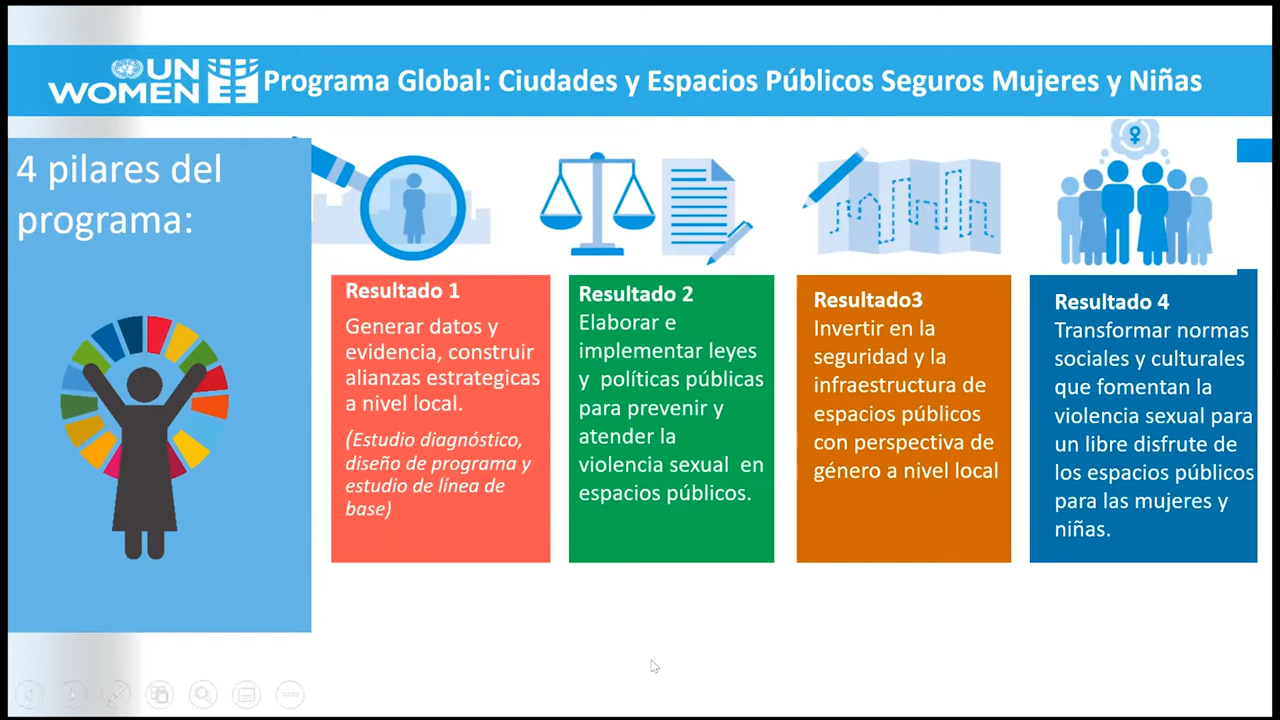 UN
WOMEN
Programa Global: Ciudades y Espacios Públicos Seguros Mujeres y Niñas
4 pilares del
programa:
Resultado 1
Generar datos y
evidencia, construir
alianzas estrategicas
a nivel local.
(Estudio diagnóstico,
diseño de programa y
estudio de línea de
base)
Resultado 2
Elaborar e
implementar leyes
y políticas públicas
para prevenir y
atender la
violencia sexual en
espacios públicos.
Resultado3
Invertir en la
seguridad y la
infraestructura de
espacios públicos
con perspectiva de
género a nivel local
Resultado 4
Transformar normas
sociales y culturales
que fomentan la
violencia sexual para
un libre disfrute de
los espacios públicos
para las mujeres y
niñas.